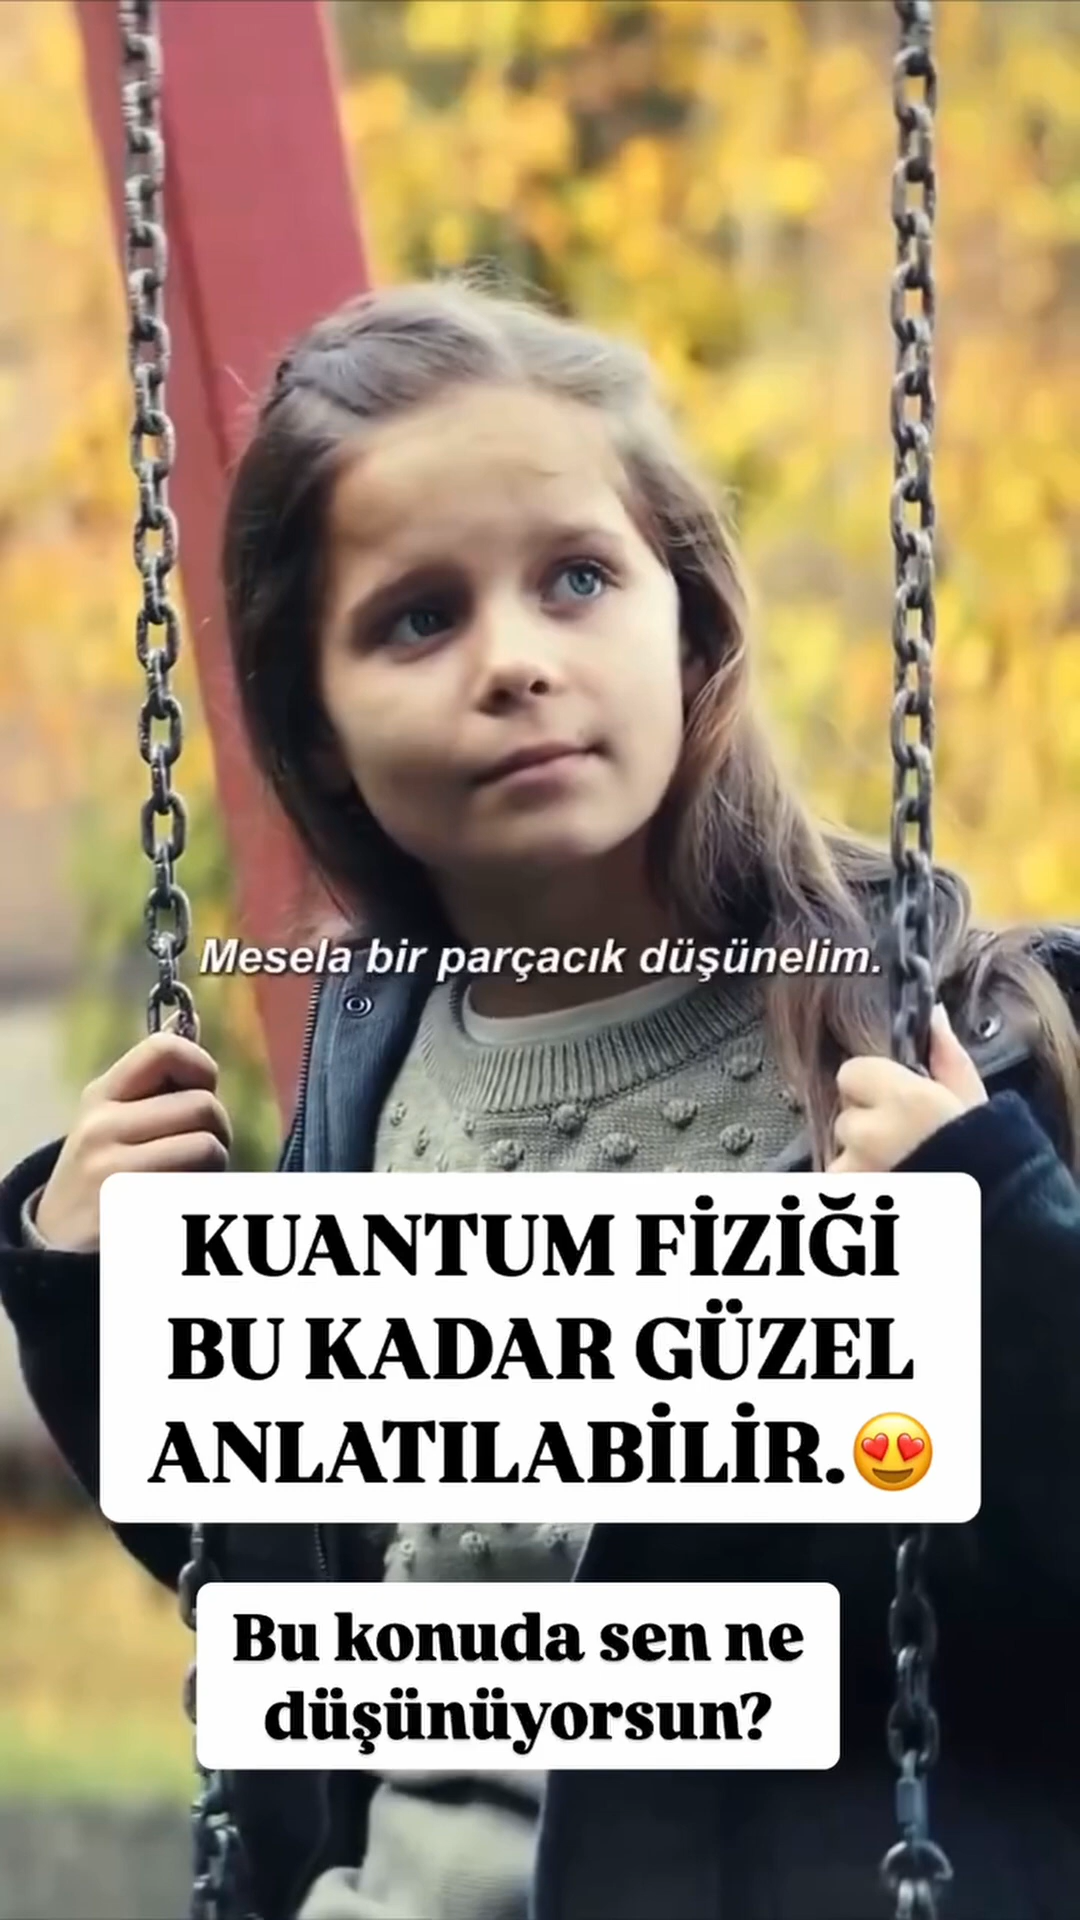 Mesela bir parçacık düşünelim.
KUANTUM FİZİĞİ
BU KADAR GÜZEL
ANLATILABİLİR.😍
Bu konuda sen ne
düşünüyorsun?